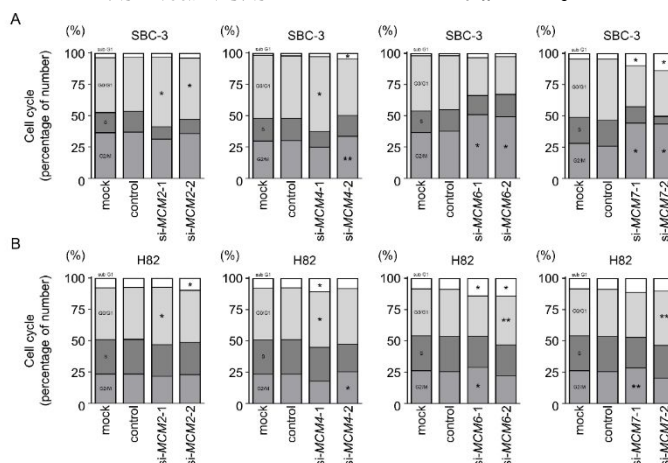 A
(%) (%) (%) (%)
SBC-3 SBC-3 SBC-3 SBC-3
Cell cycle
(percentage of number)
100 100 100 100
75 75 75 75
50 50 50 50
25 25 25 25
0 0 0 0
sub G1 sub G1 sub G1 sub G1
G0/G1 G0/G1 G0/G1 G0/G1
S S S S
G2/M G2/M G2/M G2/M
* * * * ** * * * * * *
mock control si-MCM2-1 si-MCM2-2
mock control si-MCM4-1 si-MCM4-2
mock control si-MCM6-1 si-MCM6-2
mock control si-MCM7-1 si-MCM7-2
B
(%) (%) (%) (%)
H82 H82 H82 H82
Cell cycle
(percentage of number)
100 100 100 100
75 75 75 75
50 50 50 50
25 25 25 25
0 0 0 0
sub G1 sub G1 sub G1 sub G1
G0/G1 G0/G1 G0/G1 G0/G1
S S S S
G2/M G2/M G2/M G2/M
* * * * * * * ** * ** **
mock control si-MCM2-1 si-MCM2-2
mock control si-MCM4-1 si-MCM4-2
mock control si-MCM6-1 si-MCM6-2
mock control si-MCM7-1 si-MCM7-2